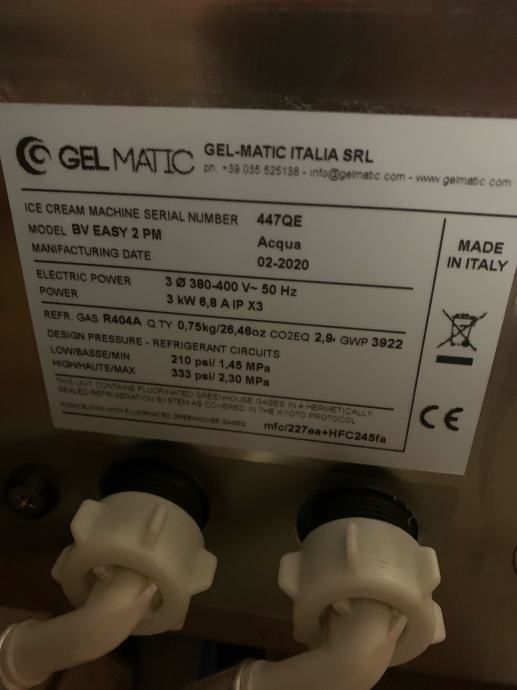 GEL MATIC
GEL-MATIC ITALIA SRL
ph. +39 035 525138 - info@gelmatic.com - www.gelmatic.com
ICE CREAM MACHINE SERIAL NUMBER 447QE
MODEL BV EASY 2 PM Acqua
MANIFACTURING DATE 02-2020
MADE
IN ITALY
ELECTRIC POWER 3 Ø 380-400 V~ 50 Hz
POWER 3 kW 6,8 A IP X3
REFR. GAS R404A Q.TY 0,75kg/26,46oz CO2EQ 2,9 GWP 3922
DESIGN PRESSURE - REFRIGERANT CIRCUITS
LOW/BASSE/MIN 210 psi/ 1,45 MPa
HIGH/HALITE/MAX 333 psi/ 2,30 MPa
THIS UNIT CONTAINS FLUORINATED GREENHOUSE GASES IN A HERMETICALLY
SEALED REFRIGERATION SYSTEM AS COVERED IN THE KYOTO PROTOCOL
FOAM BLOWN WITH FLUORINATED GREENHOUSE GASES mfc/227ea+HFC245fa
CE